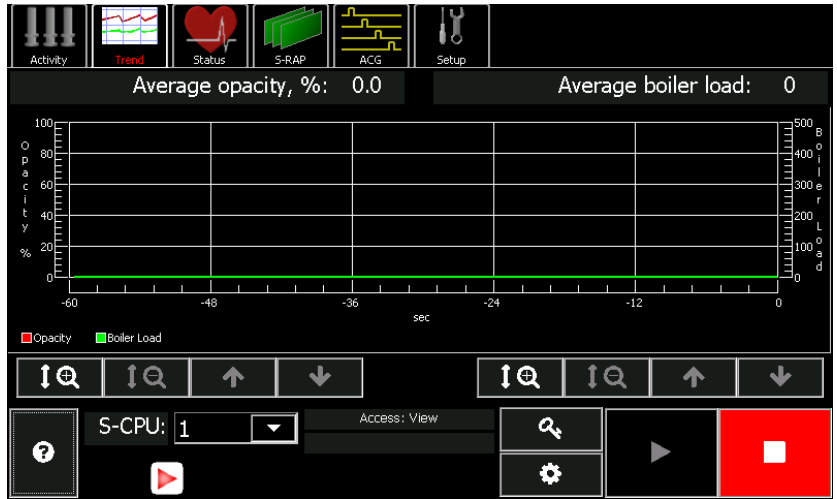 Activity Trend Status S-RAP ACG Setup
Average opacity, %: 0.0 Average boiler load: 0
Opacity %
100
80
60
40
20
0
500
400
300
200
100
0
Boiler Load
-60 -48 -36 -24 -12 0
sec
Opacity Boiler Load
S-CPU: 1
Access: View
?